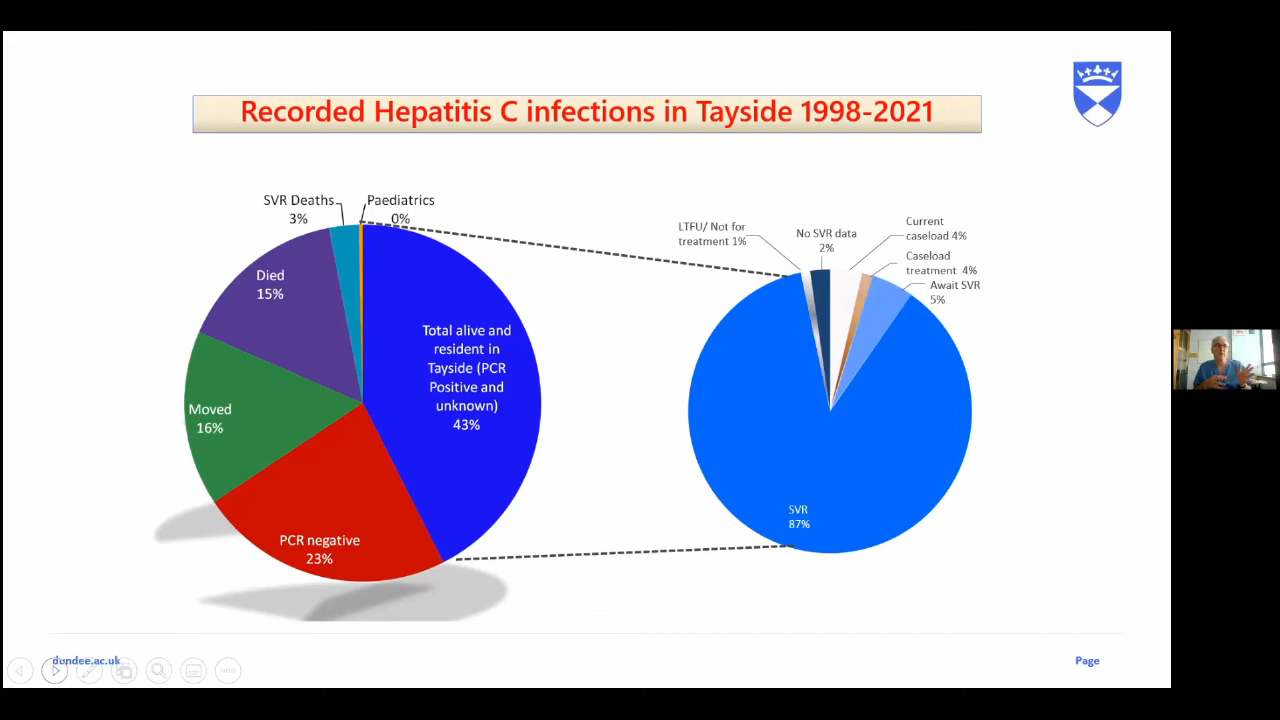 Recorded Hepatitis C infections in Tayside 1998-2021
SVR Deaths
3%
Paediatrics
0%
Died
15%
Moved
16%
PCR negative
23%
Total alive and
resident in
Tayside (PCR
Positive and
unknown)
43%
LTFU/ Not for
treatment 1%
No SVR data
2%
Current
caseload 4%
Caseload
treatment 4%
Await SVR
5%
SVR
87%
dundee.ac.uk
Page